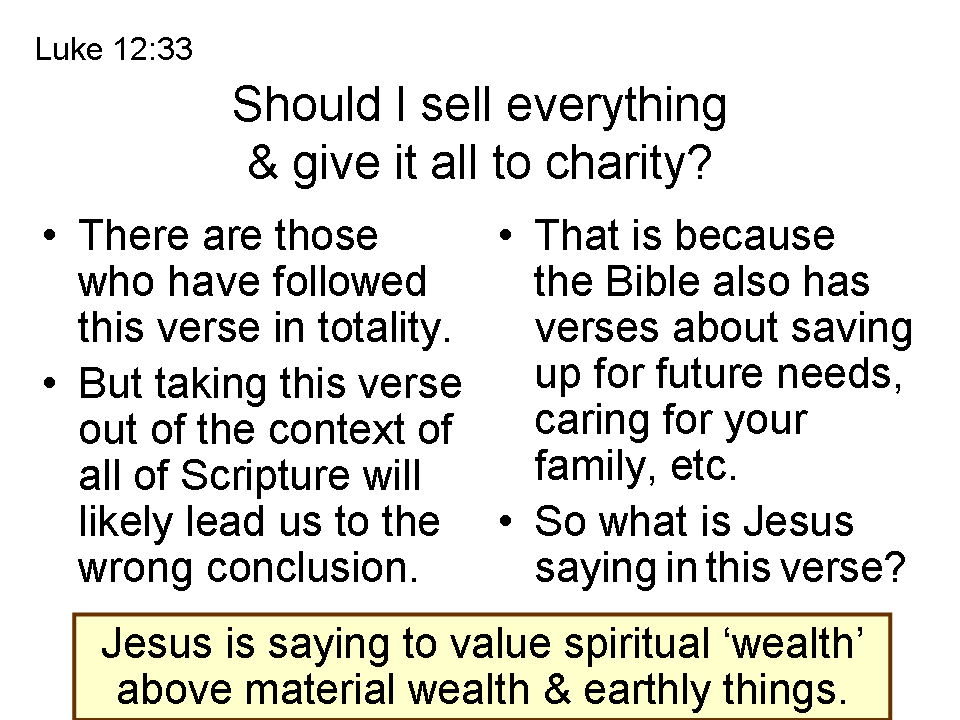 Luke 12:33
Should I sell everything
& give it all to charity?
• There are those
who have followed
this verse in totality.
• But taking this verse
out of the context of
all of Scripture will
likely lead us to the
wrong conclusion.
• That is because
the Bible also has
verses about saving
up for future needs,
caring for your
family, etc.
• So what is Jesus
saying in this verse?
Jesus is saying to value spiritual ‘wealth’
above material wealth & earthly things.